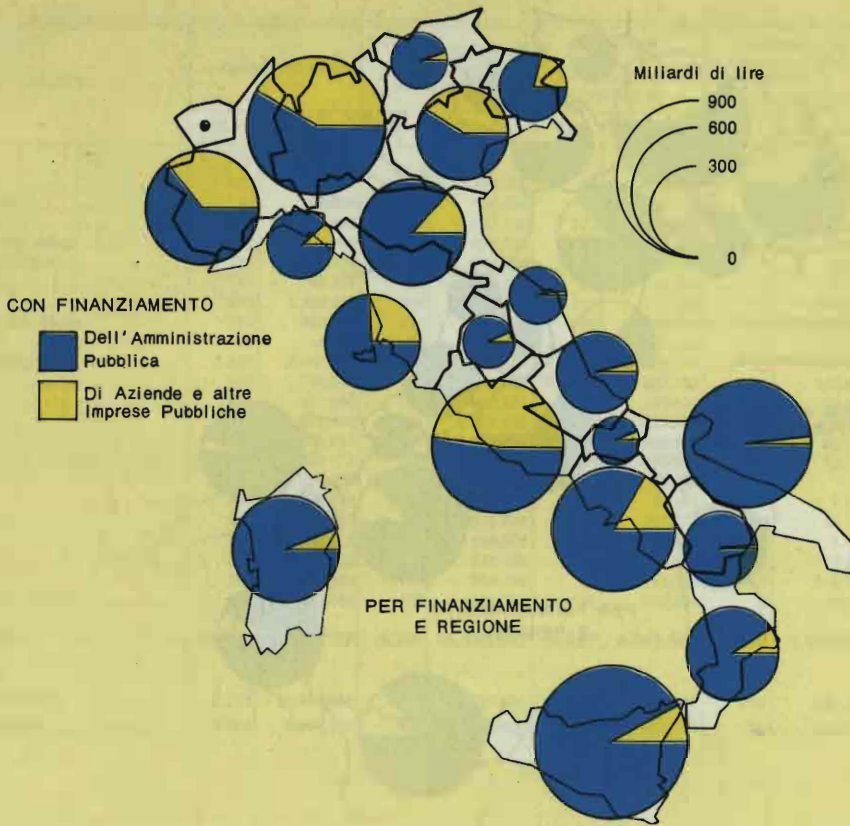 Miliardi di lire
900
600
300
0
CON FINANZIAMENTO
Dell'Amministrazione
Pubblica
Di Aziende e altre
Imprese Pubbliche
PER FINANZIAMENTO
E REGIONE